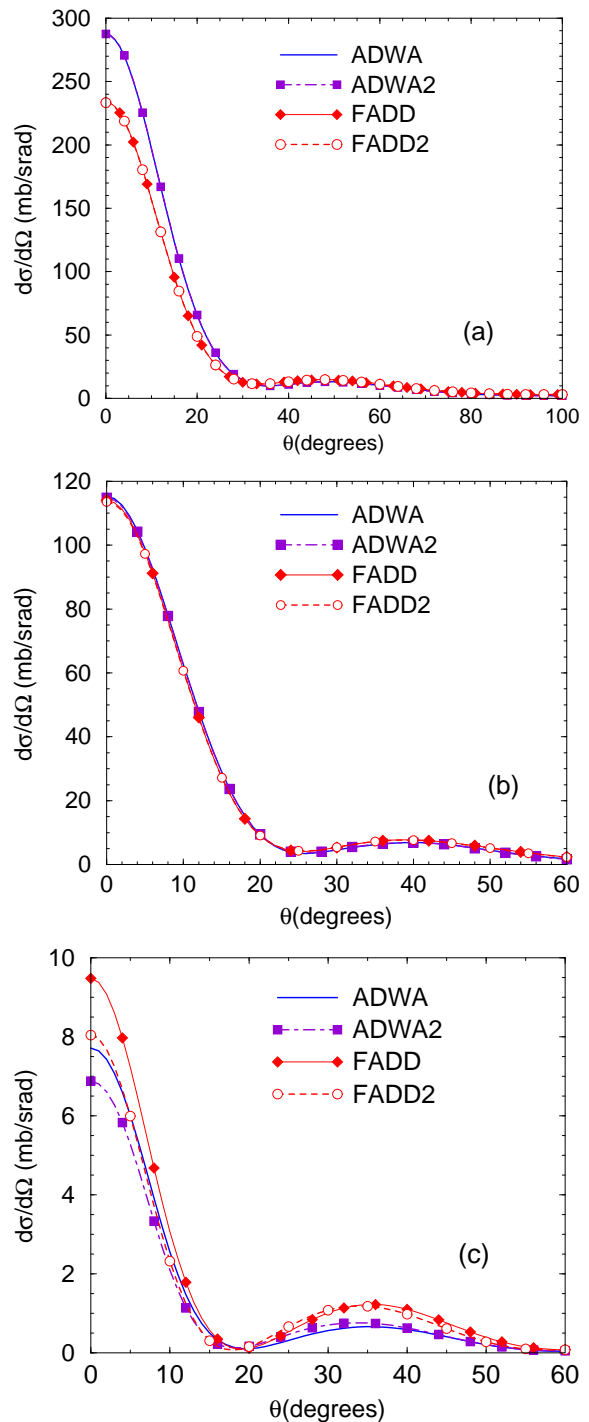 300
250
200
150
100
50
0
dσ/dΩ (mb/srad)
ADWA
ADWA2
FADD
FADD2
(a)
0 20 40 60 80 100
θ(degrees)
120
100
80
60
40
20
0
dσ/dΩ (mb/srad)
ADWA
ADWA2
FADD
FADD2
(b)
0 10 20 30 40 50 60
θ(degrees)
10
8
6
4
2
0
dσ/dΩ (mb/srad)
ADWA
ADWA2
FADD
FADD2
(c)
0 10 20 30 40 50 60
θ(degrees)